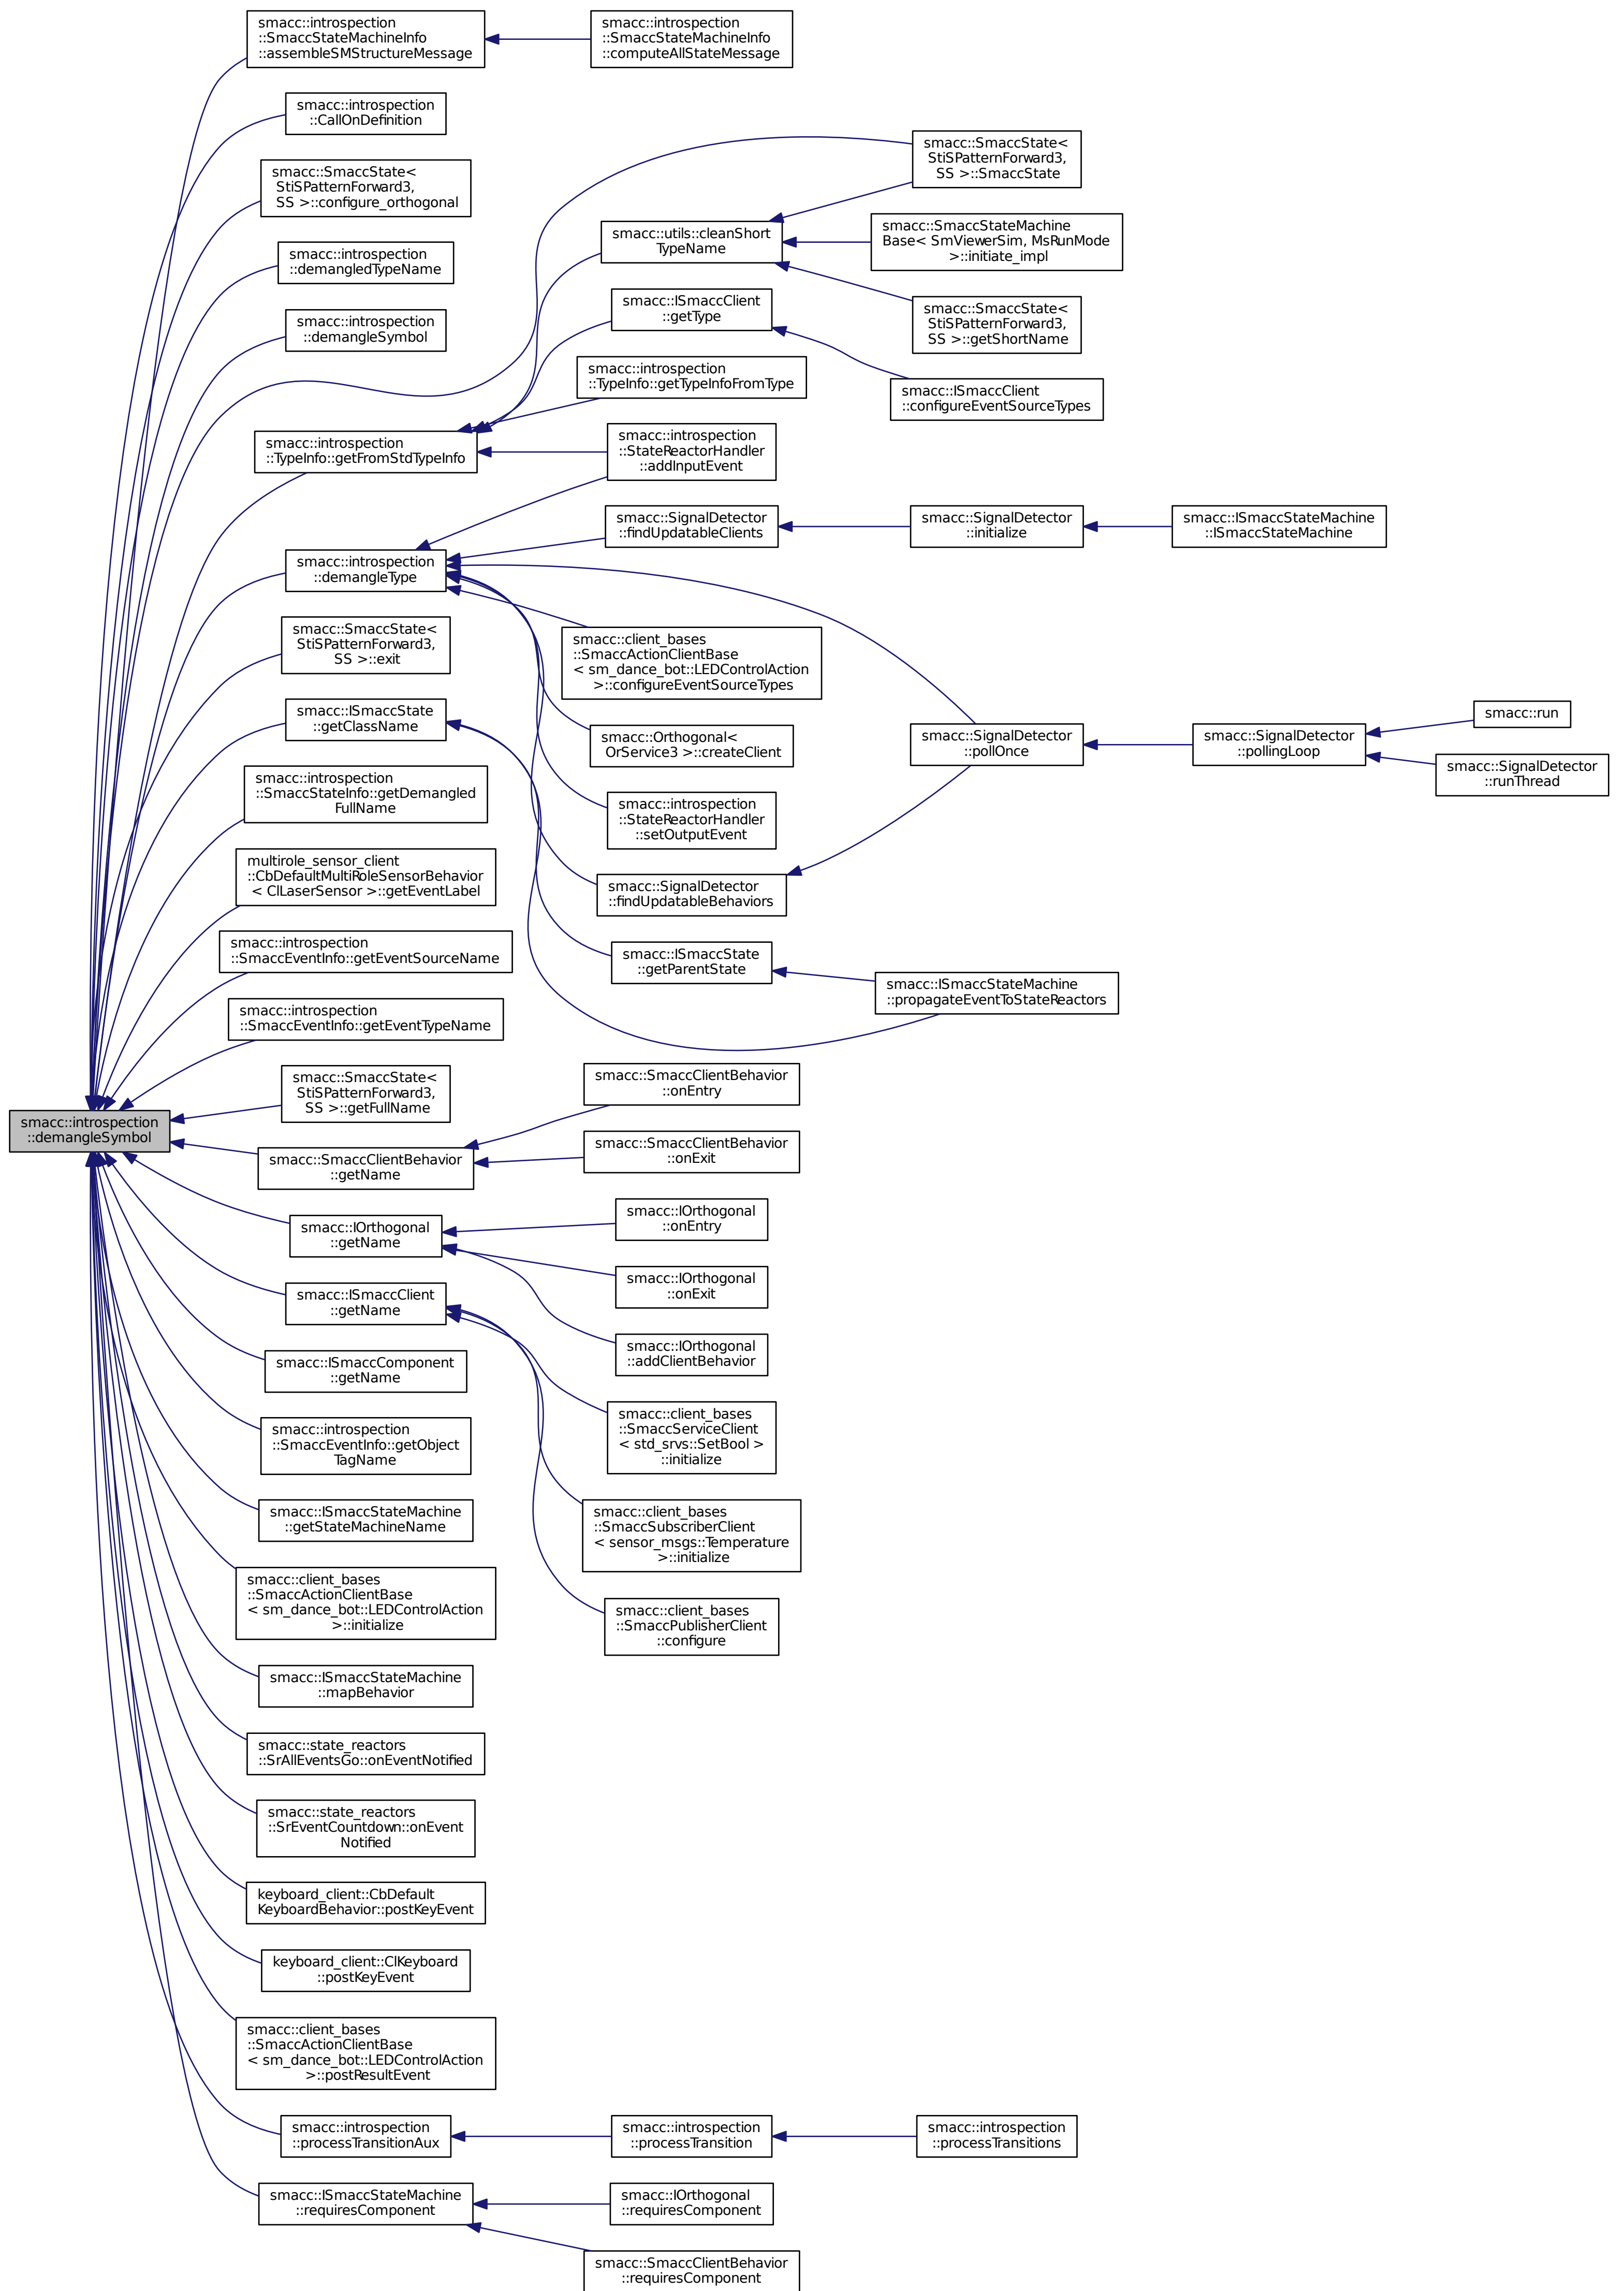 smacc::introspection
::SmaccStateMachineInfo
::assembleSMStructureMessage
smacc::introspection
::SmaccStateMachineInfo
::computeAllStateMessage
smacc::introspection
::CallOnDefinition
smacc::SmaccState<
StiSPatternForward3,
SS >::SmaccState
smacc::SmaccState<
StiSPatternForward3,
SS >::configure_orthogonal
smacc::utils::cleanShort
TypeName
smacc::SmaccStateMachine
Base< SmViewerSim, MsRunMode
>::initiate_impl
smacc::introspection
::demangledTypeName
smacc::ISmaccClient
::getType
smacc::SmaccState<
StiSPatternForward3,
SS >::getShortName
smacc::introspection
::demangleSymbol
smacc::introspection
::TypeInfo::getTypeInfoFromType
smacc::ISmaccClient
::configureEventSourceTypes
smacc::introspection
::TypeInfo::getFromStdTypeInfo
smacc::introspection
::StateReactorHandler
::addInputEvent
smacc::SignalDetector
::findUpdatableClients
smacc::SignalDetector
::initialize
smacc::ISmaccStateMachine
::ISmaccStateMachine
smacc::introspection
::demangleType
smacc::SmaccState<
StiSPatternForward3,
SS >::exit
smacc::client_bases
::SmaccActionClientBase
< sm_dance_bot::LEDControlAction
>::configureEventSourceTypes
smacc::ISmaccState
::getClassName
smacc::Orthogonal<
OrService3 >::createClient
smacc::SignalDetector
::pollOnce
smacc::SignalDetector
::pollingLoop
smacc::run
smacc::SignalDetector
::runThread
smacc::introspection
::SmaccStateInfo::getDemangled
FullName
smacc::introspection
::StateReactorHandler
::setOutputEvent
multirole_sensor_client
::CbDefaultMultiRoleSensorBehavior
< ClLaserSensor >::getEventLabel
smacc::SignalDetector
::findUpdatableBehaviors
smacc::introspection
::SmaccEventInfo::getEventSourceName
smacc::ISmaccState
::getParentState
smacc::ISmaccStateMachine
::propagateEventToStateReactors
smacc::introspection
::SmaccEventInfo::getEventTypeName
smacc::SmaccState<
StiSPatternForward3,
SS >::getFullName
smacc::SmaccClientBehavior
::onEntry
smacc::introspection
::demangleSymbol
smacc::SmaccClientBehavior
::getName
smacc::SmaccClientBehavior
::onExit
smacc::IOrthogonal
::getName
smacc::IOrthogonal
::onEntry
smacc::IOrthogonal
::onExit
smacc::ISmaccClient
::getName
smacc::IOrthogonal
::addClientBehavior
smacc::ISmaccComponent
::getName
smacc::client_bases
::SmaccServiceClient
< std_srvs::SetBool >
::initialize
smacc::introspection
::SmaccEventInfo::getObject
TagName
smacc::ISmaccStateMachine
::getStateMachineName
smacc::client_bases
::SmaccSubscriberClient
< sensor_msgs::Temperature
>::initialize
smacc::client_bases
::SmaccActionClientBase
< sm_dance_bot::LEDControlAction
>::initialize
smacc::client_bases
::SmaccPublisherClient
::configure
smacc::ISmaccStateMachine
::mapBehavior
smacc::state_reactors
::SrAllEventsGo::onEventNotified
smacc::state_reactors
::SrEventCountdown::onEvent
Notified
keyboard_client::CbDefault
KeyboardBehavior::postKeyEvent
keyboard_client::ClKeyboard
::postKeyEvent
smacc::client_bases
::SmaccActionClientBase
< sm_dance_bot::LEDControlAction
>::postResultEvent
smacc::introspection
::processTransitionAux
smacc::introspection
::processTransition
smacc::introspection
::processTransitions
smacc::ISmaccStateMachine
::requiresComponent
smacc::IOrthogonal
::requiresComponent
smacc::SmaccClientBehavior
::requiresComponent